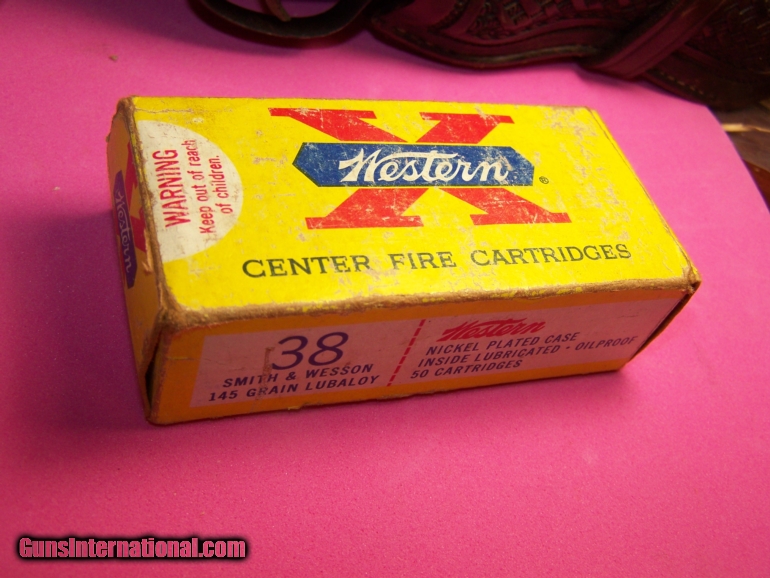 WARNING
Keep out of reach
of children.
X
Western
®
CENTER FIRE CARTRIDGES
Western
38
SMITH & WESSON
145 GRAIN LUBALOY
Western
NICKEL PLATED CASE
INSIDE LUBRICATED • OILPROOF
50 CARTRIDGES
GunsInternational.com